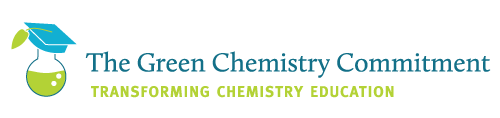 The Green Chemistry Commitment
TRANSFORMING CHEMISTRY EDUCATION